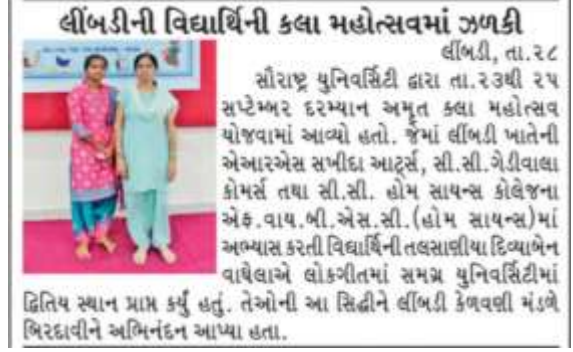 લીંબડીની વિદ્યાર્થિની કલા મહોત્સવમાં ઝળકી
લીંબડી, તા.૨૮
સૌરાષ્ટ્ર યુનિવર્સિટી દ્વારા તા.૨૩થી ૨૫
સપ્ટેમ્બર દરમ્યાન અમૃત કલા મહોત્સવ
યોજવામાં આવ્યો હતો. જેમાં લીંબડી ખાતેની
એઆરએસ સખીદા આર્ટ્સ, સી.સી.ગેડીવાલા
કોમર્સ તથા સી.સી. હોમ સાયન્સ કોલેજના
એફ.વાય.બી.એસ.સી.(હોમ સાયન્સ)માં
અભ્યાસ કરતી વિદ્યાર્થિની તલસાણીયા દિવ્યાબેન
વાઘેલાએ લોકગીતમાં સમગ્ર યુનિવર્સિટીમાં
દ્વિતિય સ્થાન પ્રાપ્ત કર્યું હતું. તેઓની આ સિદ્ધીને લીંબડી કેળવણી મંડળે
બિરદાવીને અભિનંદન આપ્યા હતા.